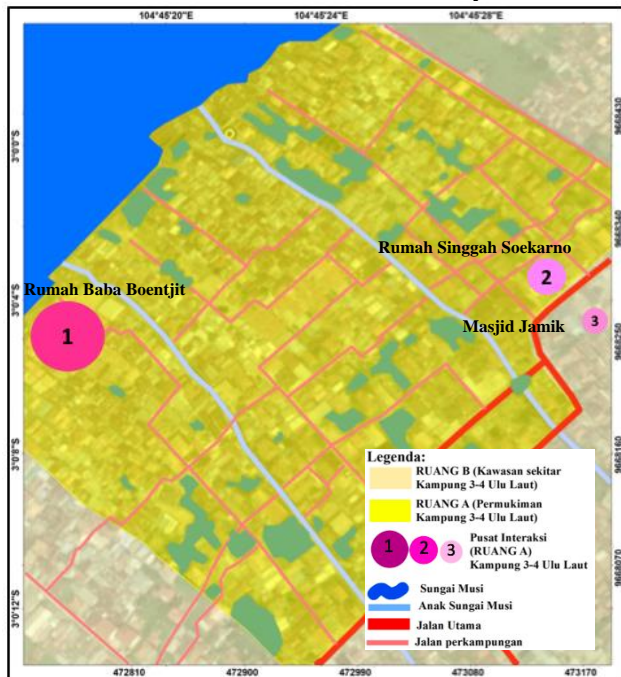 104°45'20"E 104°45'24"E 104°45'28"E
3°0'0"S
9668430
9668340
Rumah Singgah Soekarno
2
Rumah Baba Boentjit
3°0'4"S
1
Masjid Jamik
3
9668250
3°0'8"S
9668160
Legenda:
RUANG B (Kawasan sekitar
Kampung 3-4 Ulu Laut)
RUANG A (Permukiman
Kampung 3-4 Ulu Laut)
1 2 3
Pusat Interaksi
(RUANG A)
Kampung 3-4 Ulu Laut
9668070
Sungai Musi
Anak Sungai Musi
Jalan Utama
Jalan perkampungan
3°0'12"S
472810 472900 472990 473080 473170